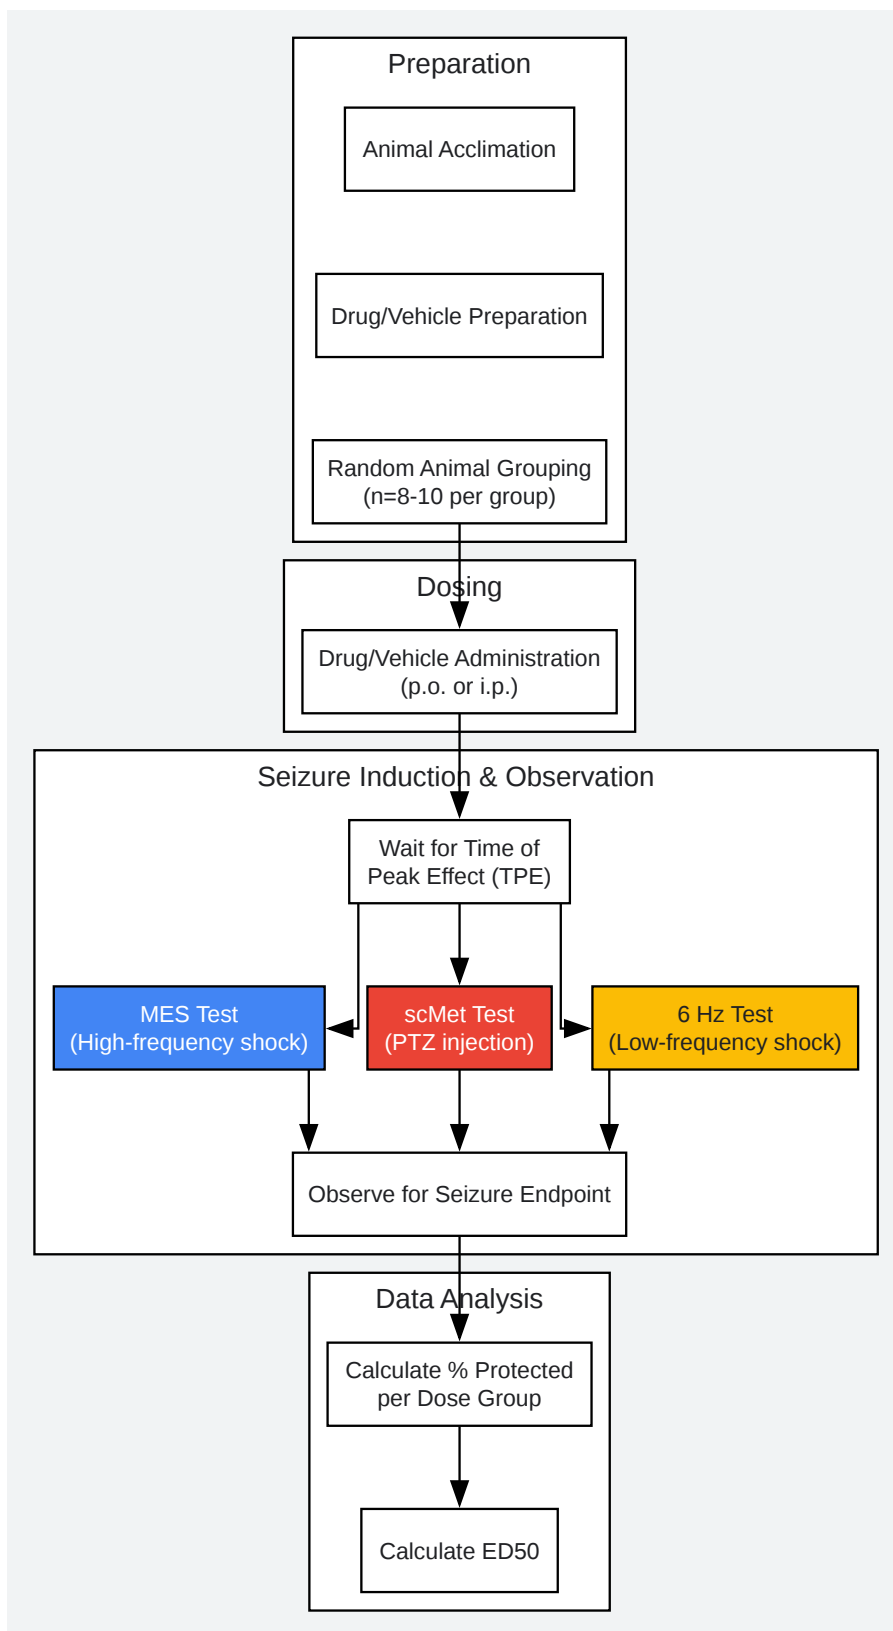 Preparation
Animal Acclimation
Drug/Vehicle Preparation
Random Animal Grouping
(n=8-10 per group)
Dosing
Drug/Vehicle Administration
(p.o. or i.p.)
Seizure Induction & Observation
Wait for Time of
Peak Effect (TPE)
MES Test
(High-frequency shock)
scMet Test
(PTZ injection)
6 Hz Test
(Low-frequency shock)
Observe for Seizure Endpoint
Data Analysis
Calculate % Protected
per Dose Group
Calculate ED50